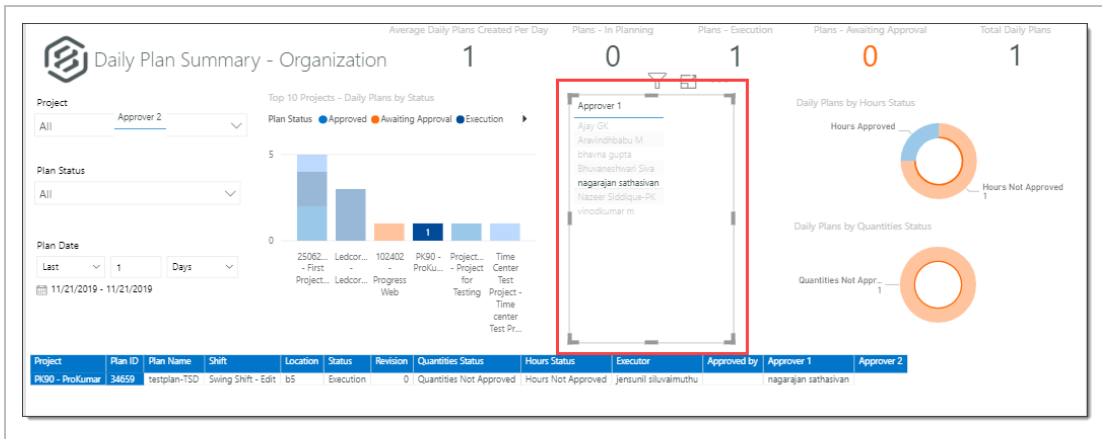 Daily Plan Summary - Organization
Average Daily Plans Created Per Day
1
Plans - In Planning
0
Plans - Execution
1
Plans - Awaiting Approval
0
Total Daily Plans
1
Project
All
Approver 2
Plan Status
All
Plan Date
Last 1 Days
11/21/2019 - 11/21/2019
Top 10 Projects - Daily Plans by Status
Plan Status Approved Awaiting Approval Execution
5
0
1
25062...
- First
Project...
Ledcor...
-
Ledcor...
102402
-
Progress
Web
PK90 -
ProKu...
Project...
- Project
for
Testing
Time
Center
Test
Project -
Time
center
Test Pr...
Approver 1
Ajay GK
Aravindhbabu M
bhavna gupta
Bhuvaneshwari Siva
nagarajan sathasivan
Nazeer Siddique-PK
vinodkumar m
Daily Plans by Hours Status
Hours Approved
Hours Not Approved
1
Daily Plans by Quantities Status
Quantities Not Appr...
1
Project Plan ID Plan Name Shift Location Status Revision Quantities Status Hours Status Executor Approved by Approver 1 Approver 2
PK90 - ProKumar 34659 testplan-TSD Swing Shift - Edit b5 Execution 0 Quantities Not Approved Hours Not Approved jensunil siluvaimuthu nagarajan sathasivan